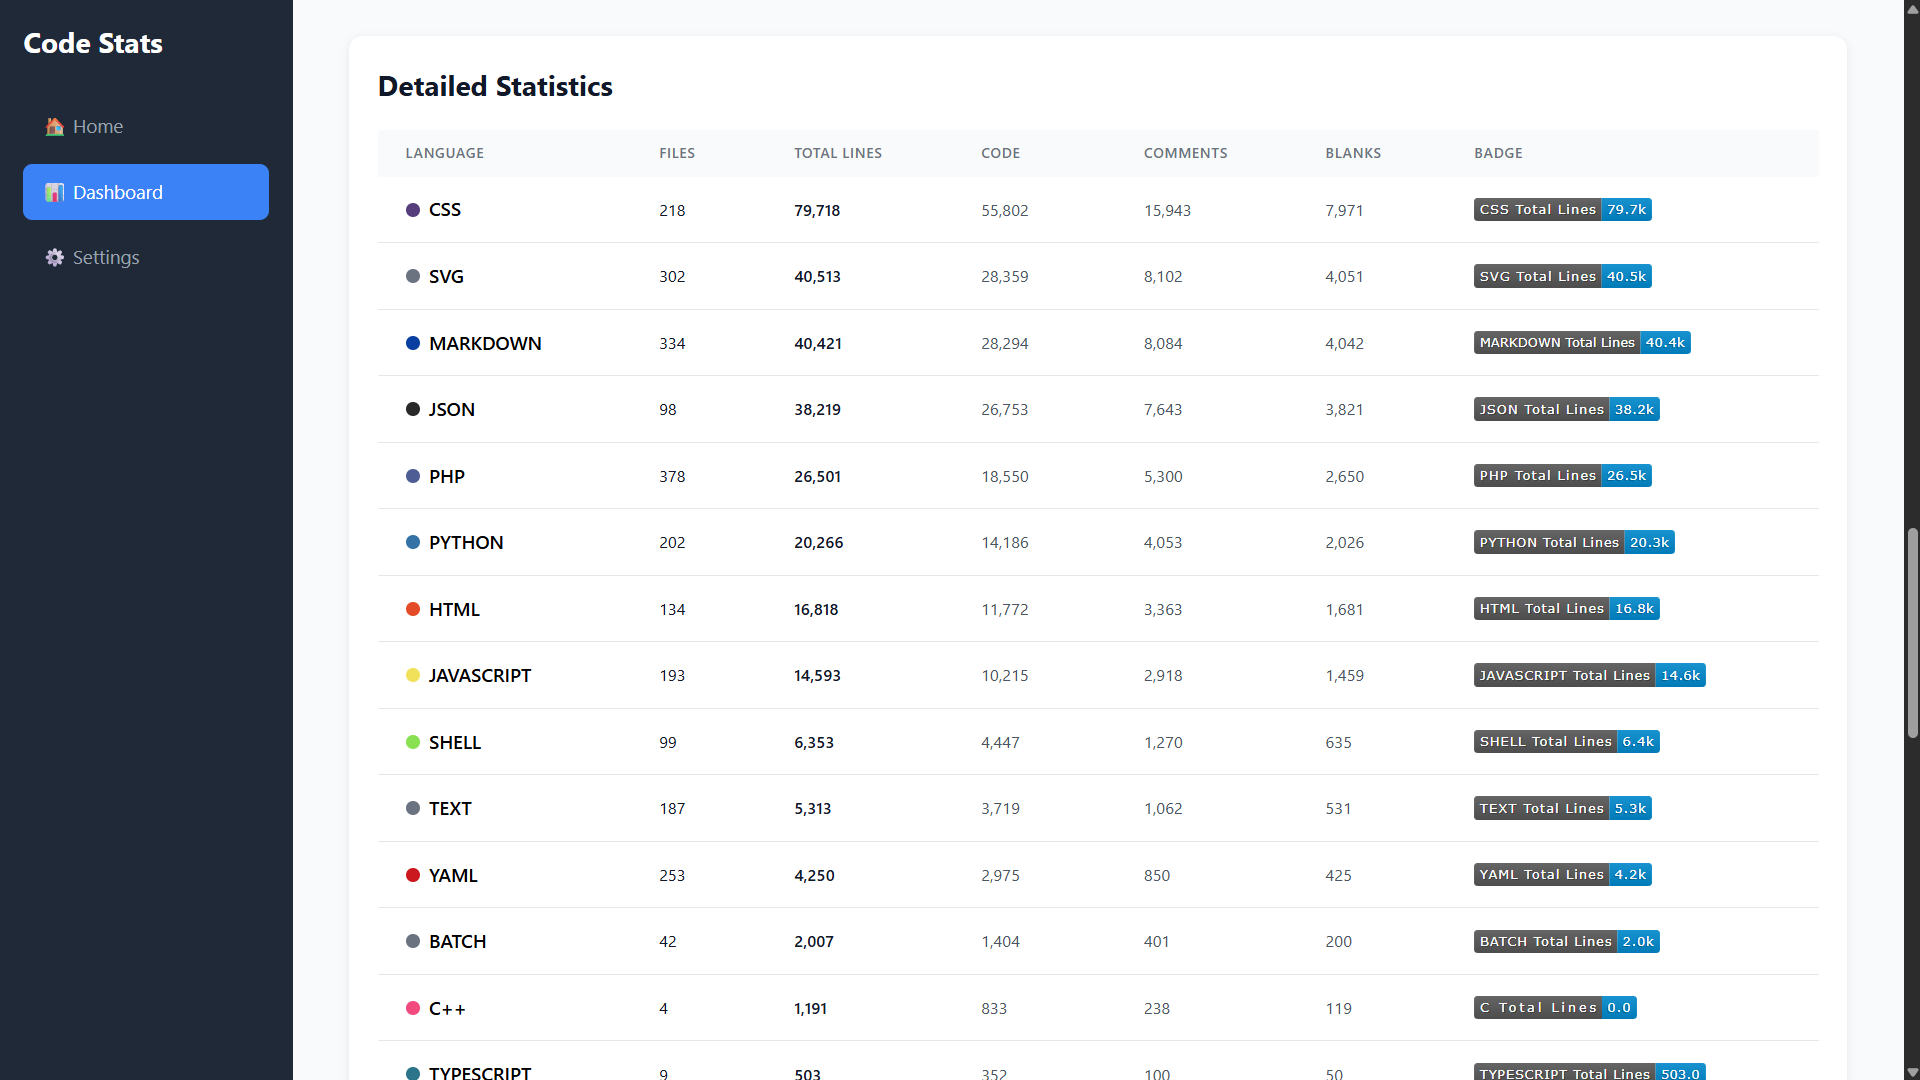 Code Stats
Home
Dashboard
Settings
Detailed Statistics
LANGUAGE FILES TOTAL LINES CODE COMMENTS BLANKS BADGE
CSS 218 79,718 55,802 15,943 7,971 CSS Total Lines 79.7k
SVG 302 40,513 28,359 8,102 4,051 SVG Total Lines 40.5k
MARKDOWN 334 40,421 28,294 8,084 4,042 MARKDOWN Total Lines 40.4k
JSON 98 38,219 26,753 7,643 3,821 JSON Total Lines 38.2k
PHP 378 26,501 18,550 5,300 2,650 PHP Total Lines 26.5k
PYTHON 202 20,266 14,186 4,053 2,026 PYTHON Total Lines 20.3k
HTML 134 16,818 11,772 3,363 1,681 HTML Total Lines 16.8k
JAVASCRIPT 193 14,593 10,215 2,918 1,459 JAVASCRIPT Total Lines 14.6k
SHELL 99 6,353 4,447 1,270 635 SHELL Total Lines 6.4k
TEXT 187 5,313 3,719 1,062 531 TEXT Total Lines 5.3k
YAML 253 4,250 2,975 850 425 YAML Total Lines 4.2k
BATCH 42 2,007 1,404 401 200 BATCH Total Lines 2.0k
C++ 4 1,191 833 238 119 C Total Lines 0.0
TYPESCRIPT 9 503 352 100 50 TYPESCRIPT Total Lines 503.0